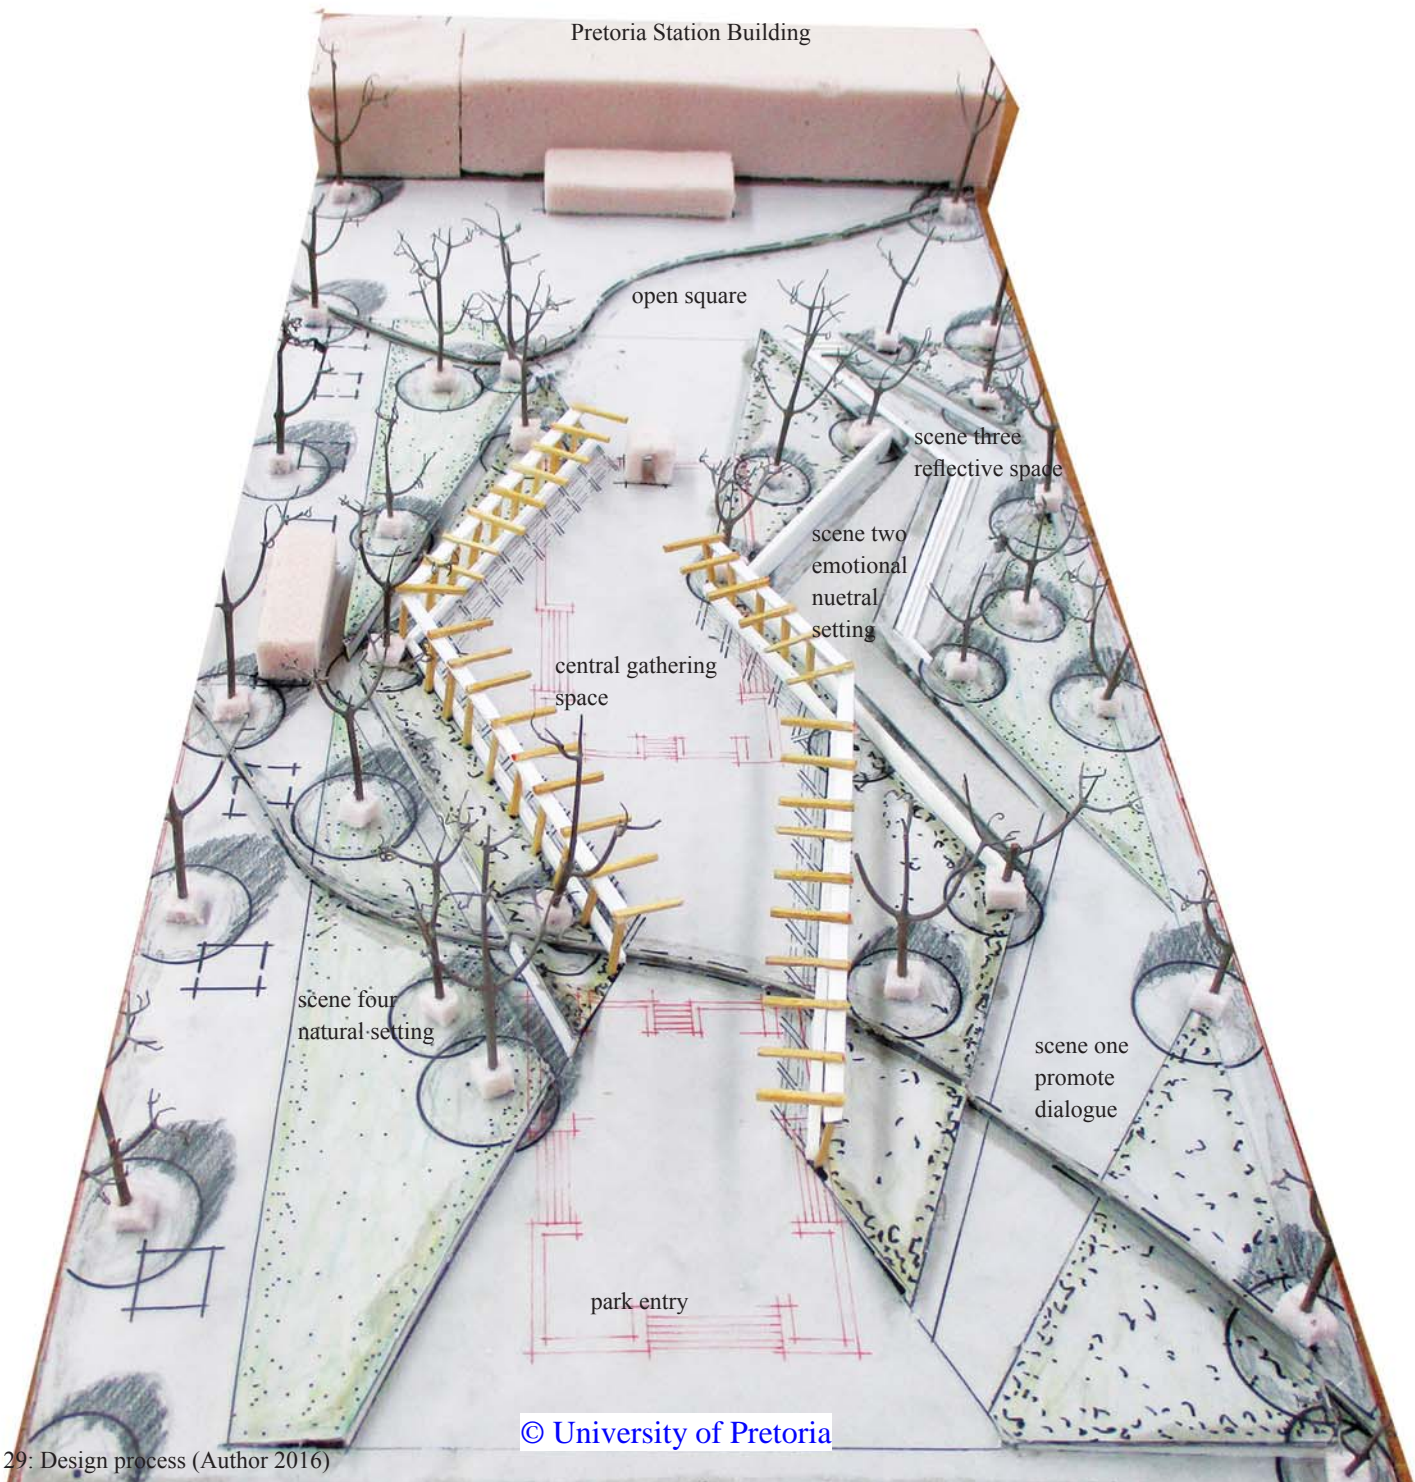 Pretoria Station Building
open square
scene three
reflective space
scene two
emotional
nuetral
setting
central gathering
space
scene four
natural setting
scene one
promote
dialogue
park entry
© University of Pretoria
29: Design process (Author 2016)